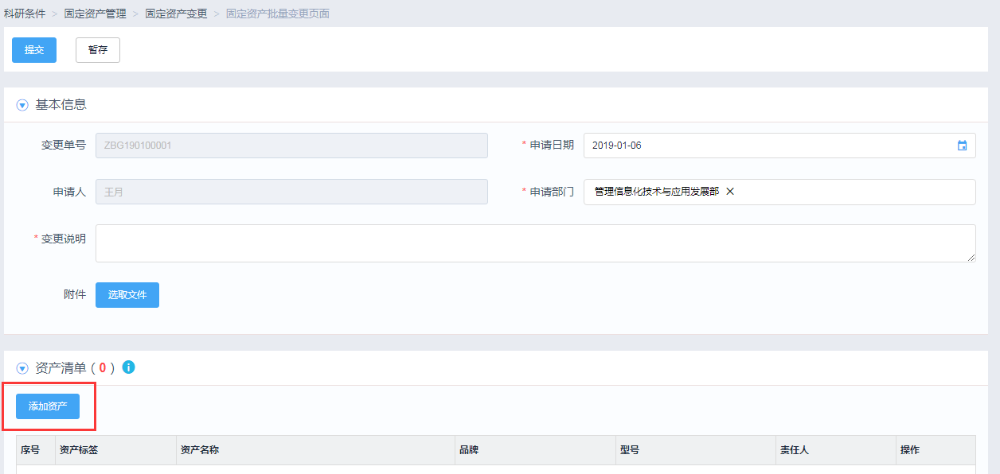 科研条件 > 固定资产管理 > 固定资产变更 > 固定资产批量变更页面
提交 暂存
基本信息
变更单号 ZBG190100001 * 申请日期 2019-01-06
申请人 王月 * 申请部门 管理信息化技术与应用发展部 ×
* 变更说明
附件 选取文件
资产清单 ( 0 ) i
添加资产
序号 资产标签 资产名称 品牌 型号 责任人 操作